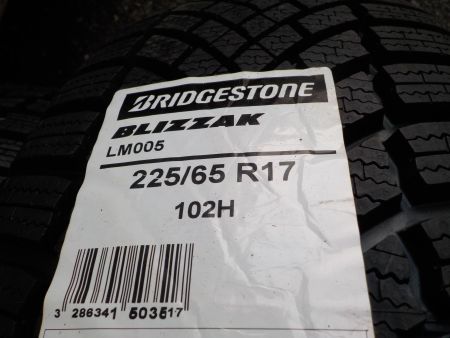 BRIDGESTONE
BLIZZAK
LM005
225/65 R17
102H
3 286341 503517